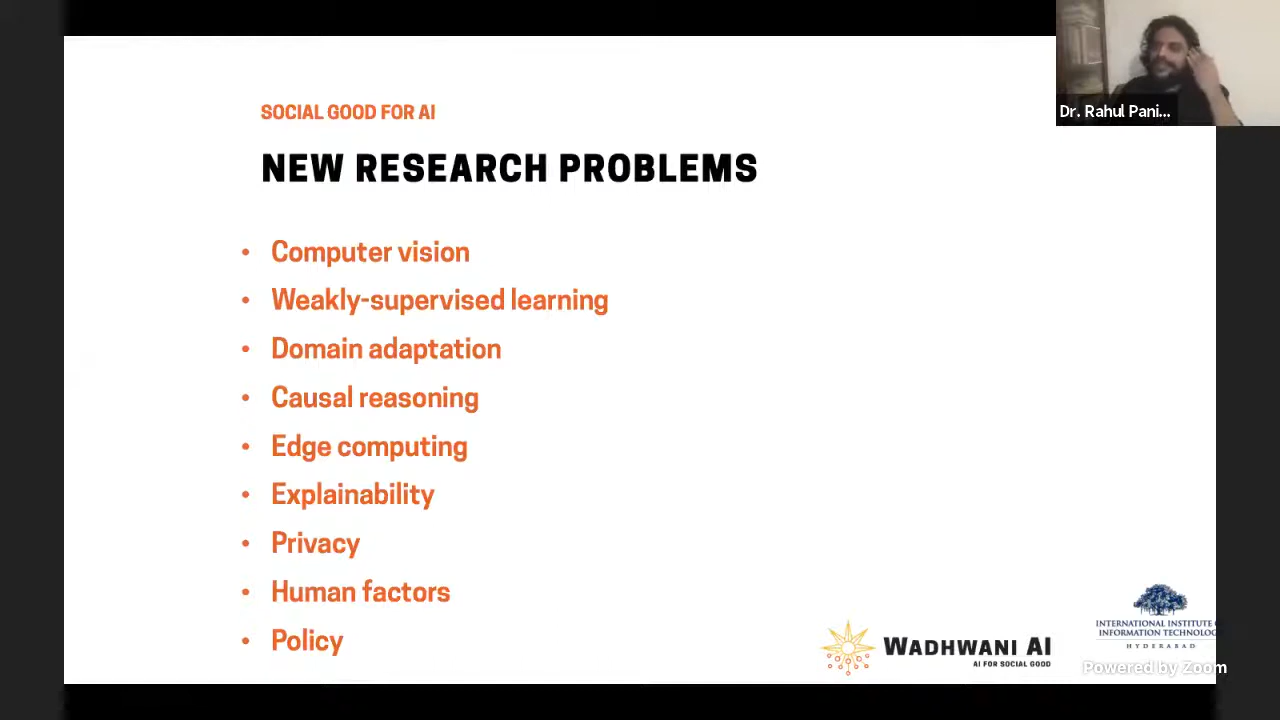 Dr. Rahul Pani...
SOCIAL GOOD FOR AI
NEW RESEARCH PROBLEMS
• Computer vision
• Weakly-supervised learning
• Domain adaptation
• Causal reasoning
• Edge computing
• Explainability
• Privacy
• Human factors
• Policy
WADHWANI AI
AI FOR SOCIAL GOOD
INTERNATIONAL INSTITUTE
INFORMATION TECHNOLO
HYDERABAD
Powered by Zoom